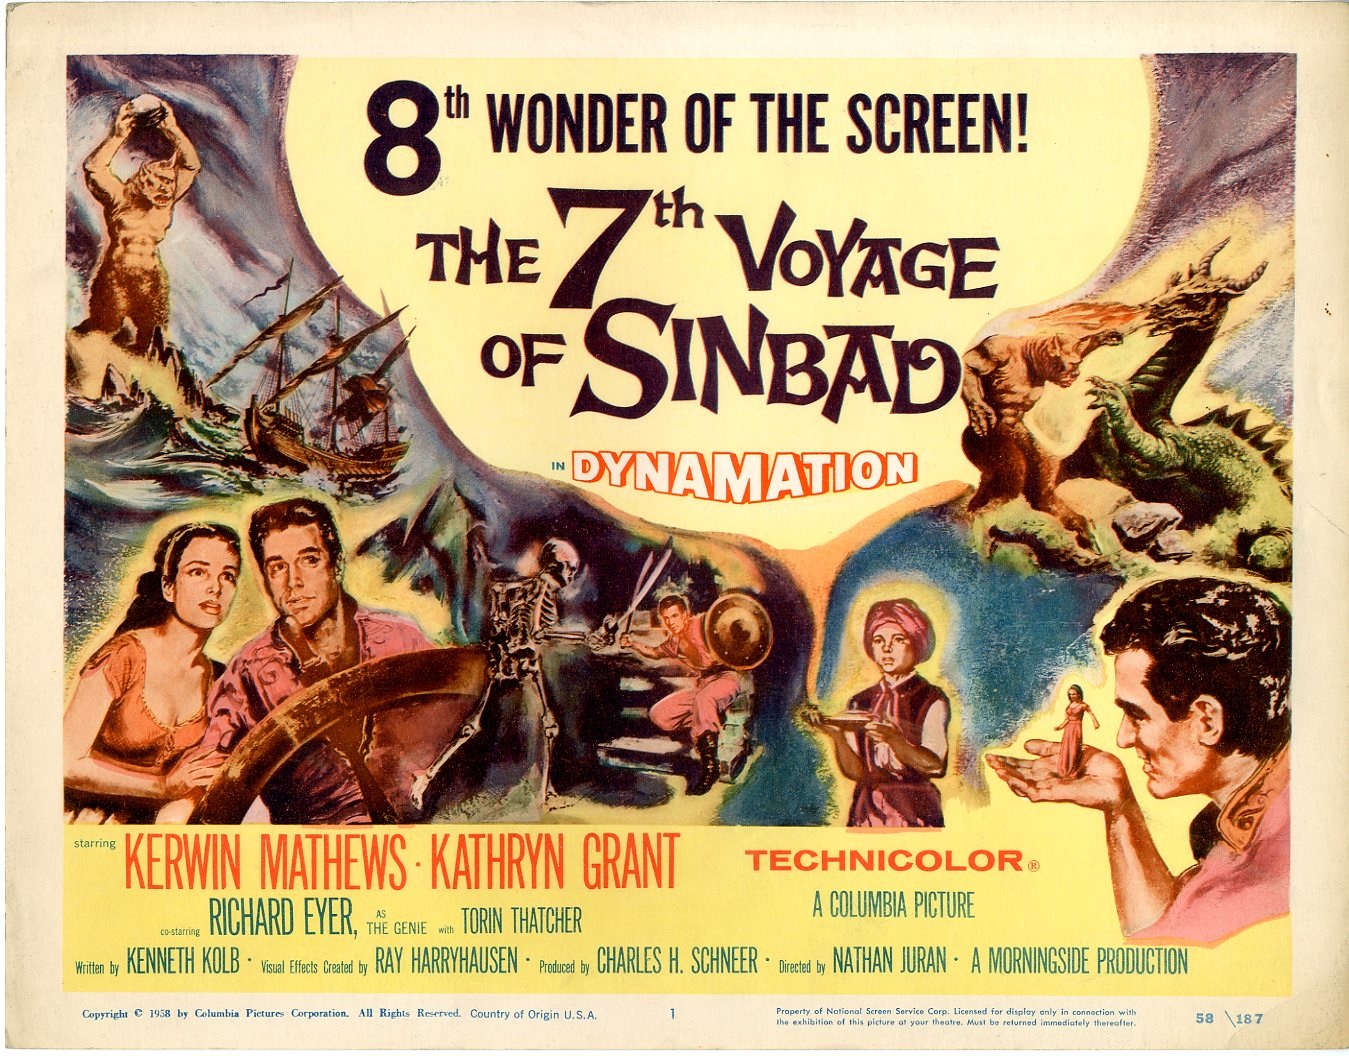 8th WONDER OF THE SCREEN!
THE 7th VOYAGE
OF SINBAD
IN DYNAMATION
starring KERWIN MATHEWS · KATHRYN GRANT
TECHNICOLOR®
co-starring RICHARD EYER, AS THE GENIE with TORIN THATCHER
A COLUMBIA PICTURE
Written by KENNETH KOLB · Visual Effects Created by RAY HARRYHAUSEN · Produced by CHARLES H. SCHNEER · Directed by NATHAN JURAN · A MORNINGSIDE PRODUCTION
Copyright © 1958 by Columbia Pictures Corporation. All Rights Reserved. Country of Origin U.S.A.
1
Property of National Screen Service Corp. Licensed for display only in connection with
the exhibition of this picture at your theatre. Must be returned immediately thereafter.
58 \187